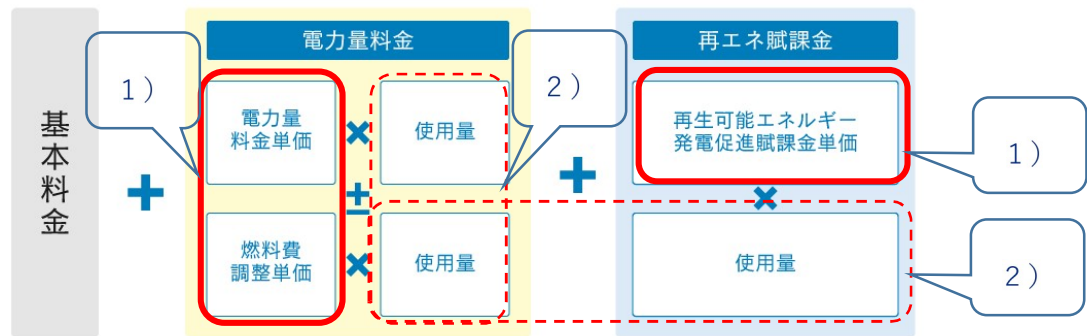 基本料金
+
電力量料金
1)
電力量
料金単価
×
使用量
2)
±
燃料費
調整単価
×
使用量
+
再エネ賦課金
再生可能エネルギー
発電促進賦課金単価
1)
×
使用量
2)